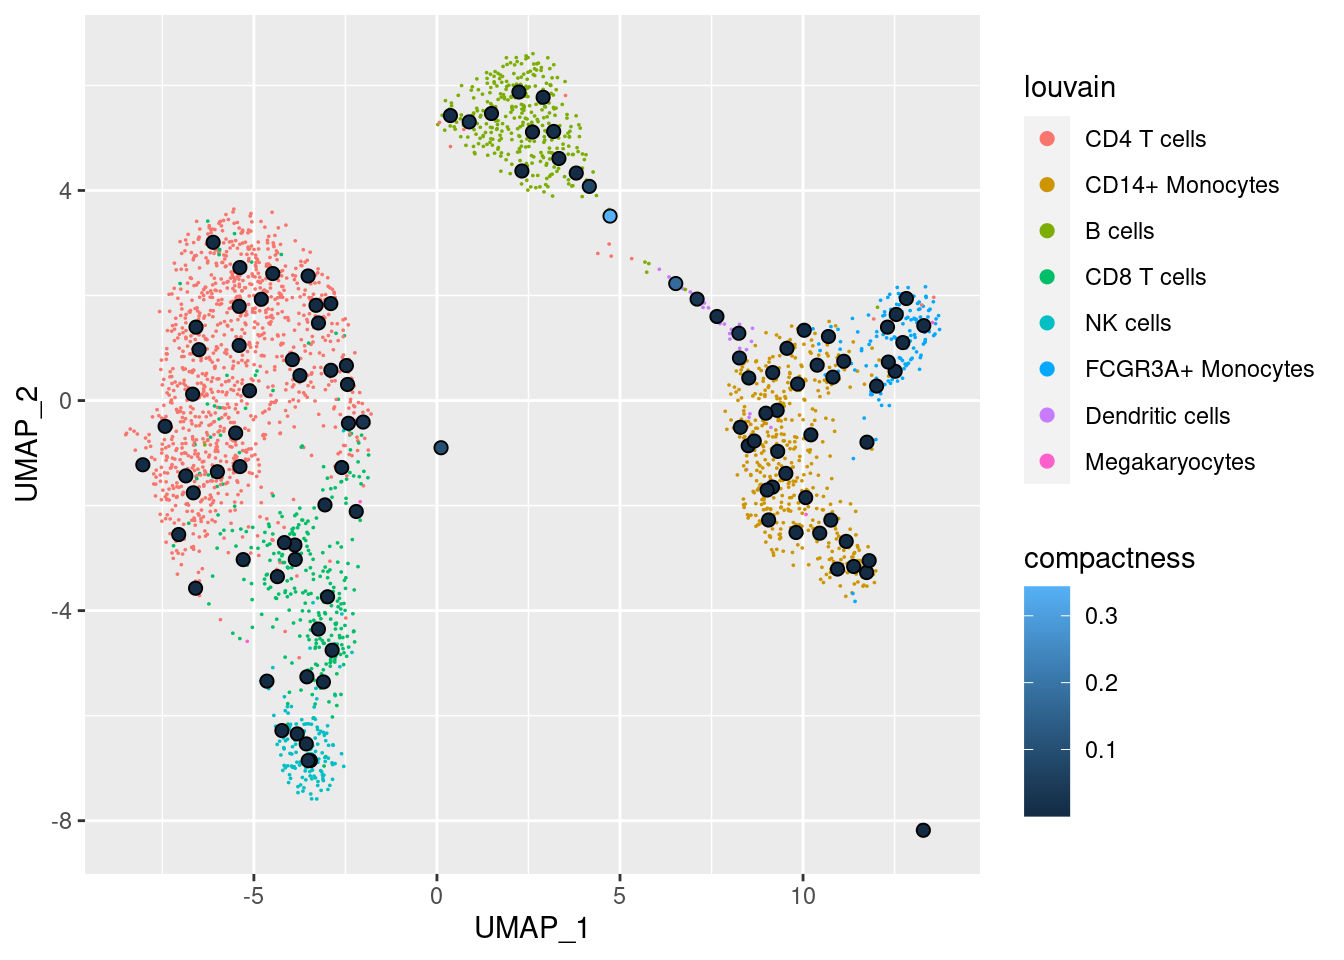 UMAP_2
4
0
-4
-8
-5
0
5
10
UMAP_1
louvain
CD4 T cells
CD14+ Monocytes
B cells
CD8 T cells
NK cells
FCGR3A+ Monocytes
Dendritic cells
Megakaryocytes
compactness
0.3
0.2
0.1